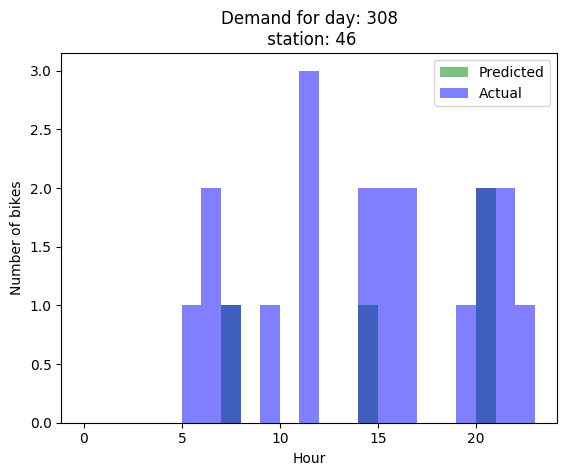 Demand for day: 308
station: 46
Predicted
Actual
3.0
2.5
2.0
1.5
1.0
0.5
0.0
Number of bikes
0
5
10
15
20
Hour